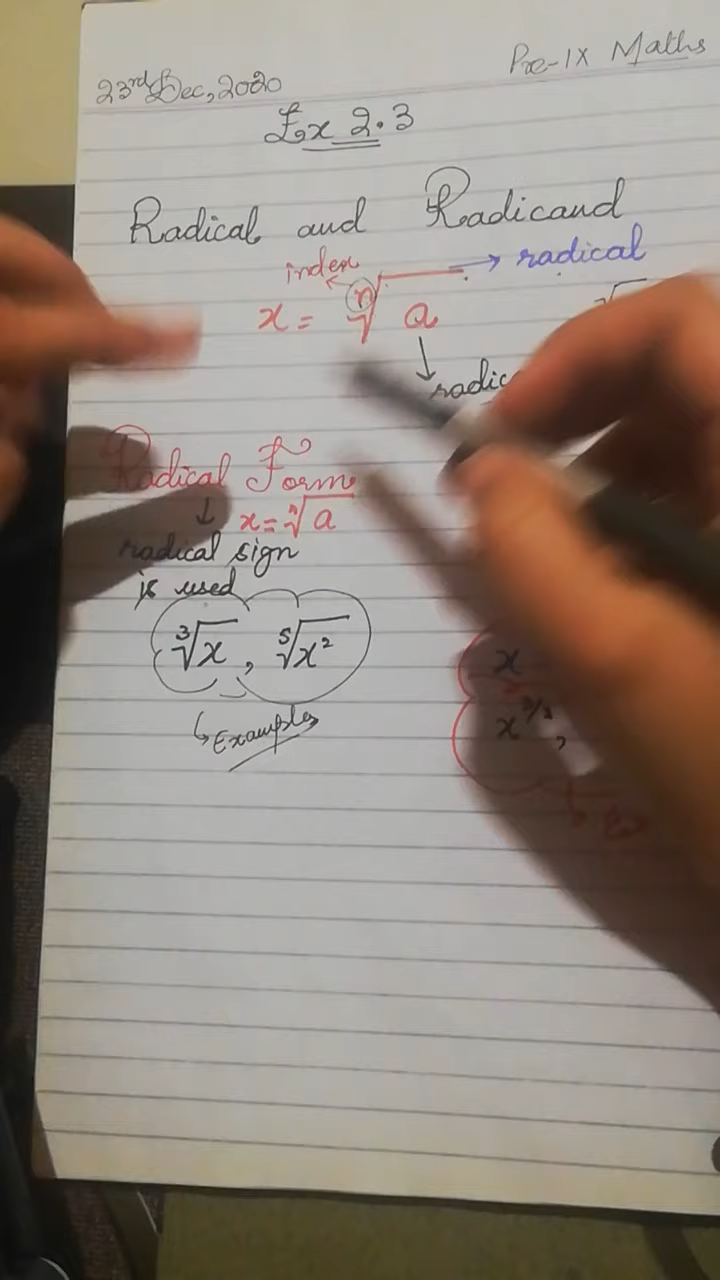 23rd Dec, 2020
Pre-IX Maths
Ex 2.3
Radical and Radicand
index
radical
x = ⁿ√a
Radical Form
x = ⁿ√a
radical sign
is used
³√x , ⁵√x²
Examples
x